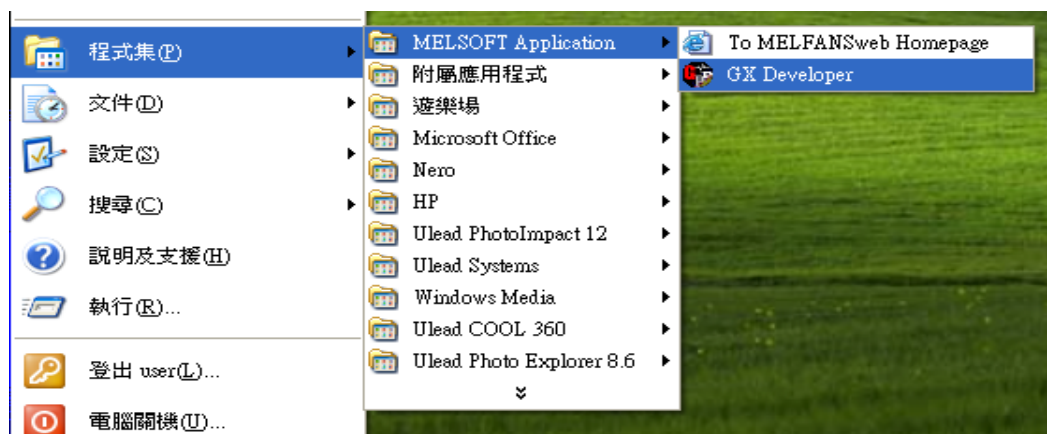 程式集(P)
文件(D)
設定(S)
搜尋(C)
說明及支援(H)
執行(R)...
登出 user(L)...
電腦關機(U)...
MELSOFT Application
附屬應用程式
遊樂場
Microsoft Office
Nero
HP
Ulead PhotoImpact 12
Ulead Systems
Windows Media
Ulead COOL 360
Ulead Photo Explorer 8.6
To MELFANSweb Homepage
GX Developer